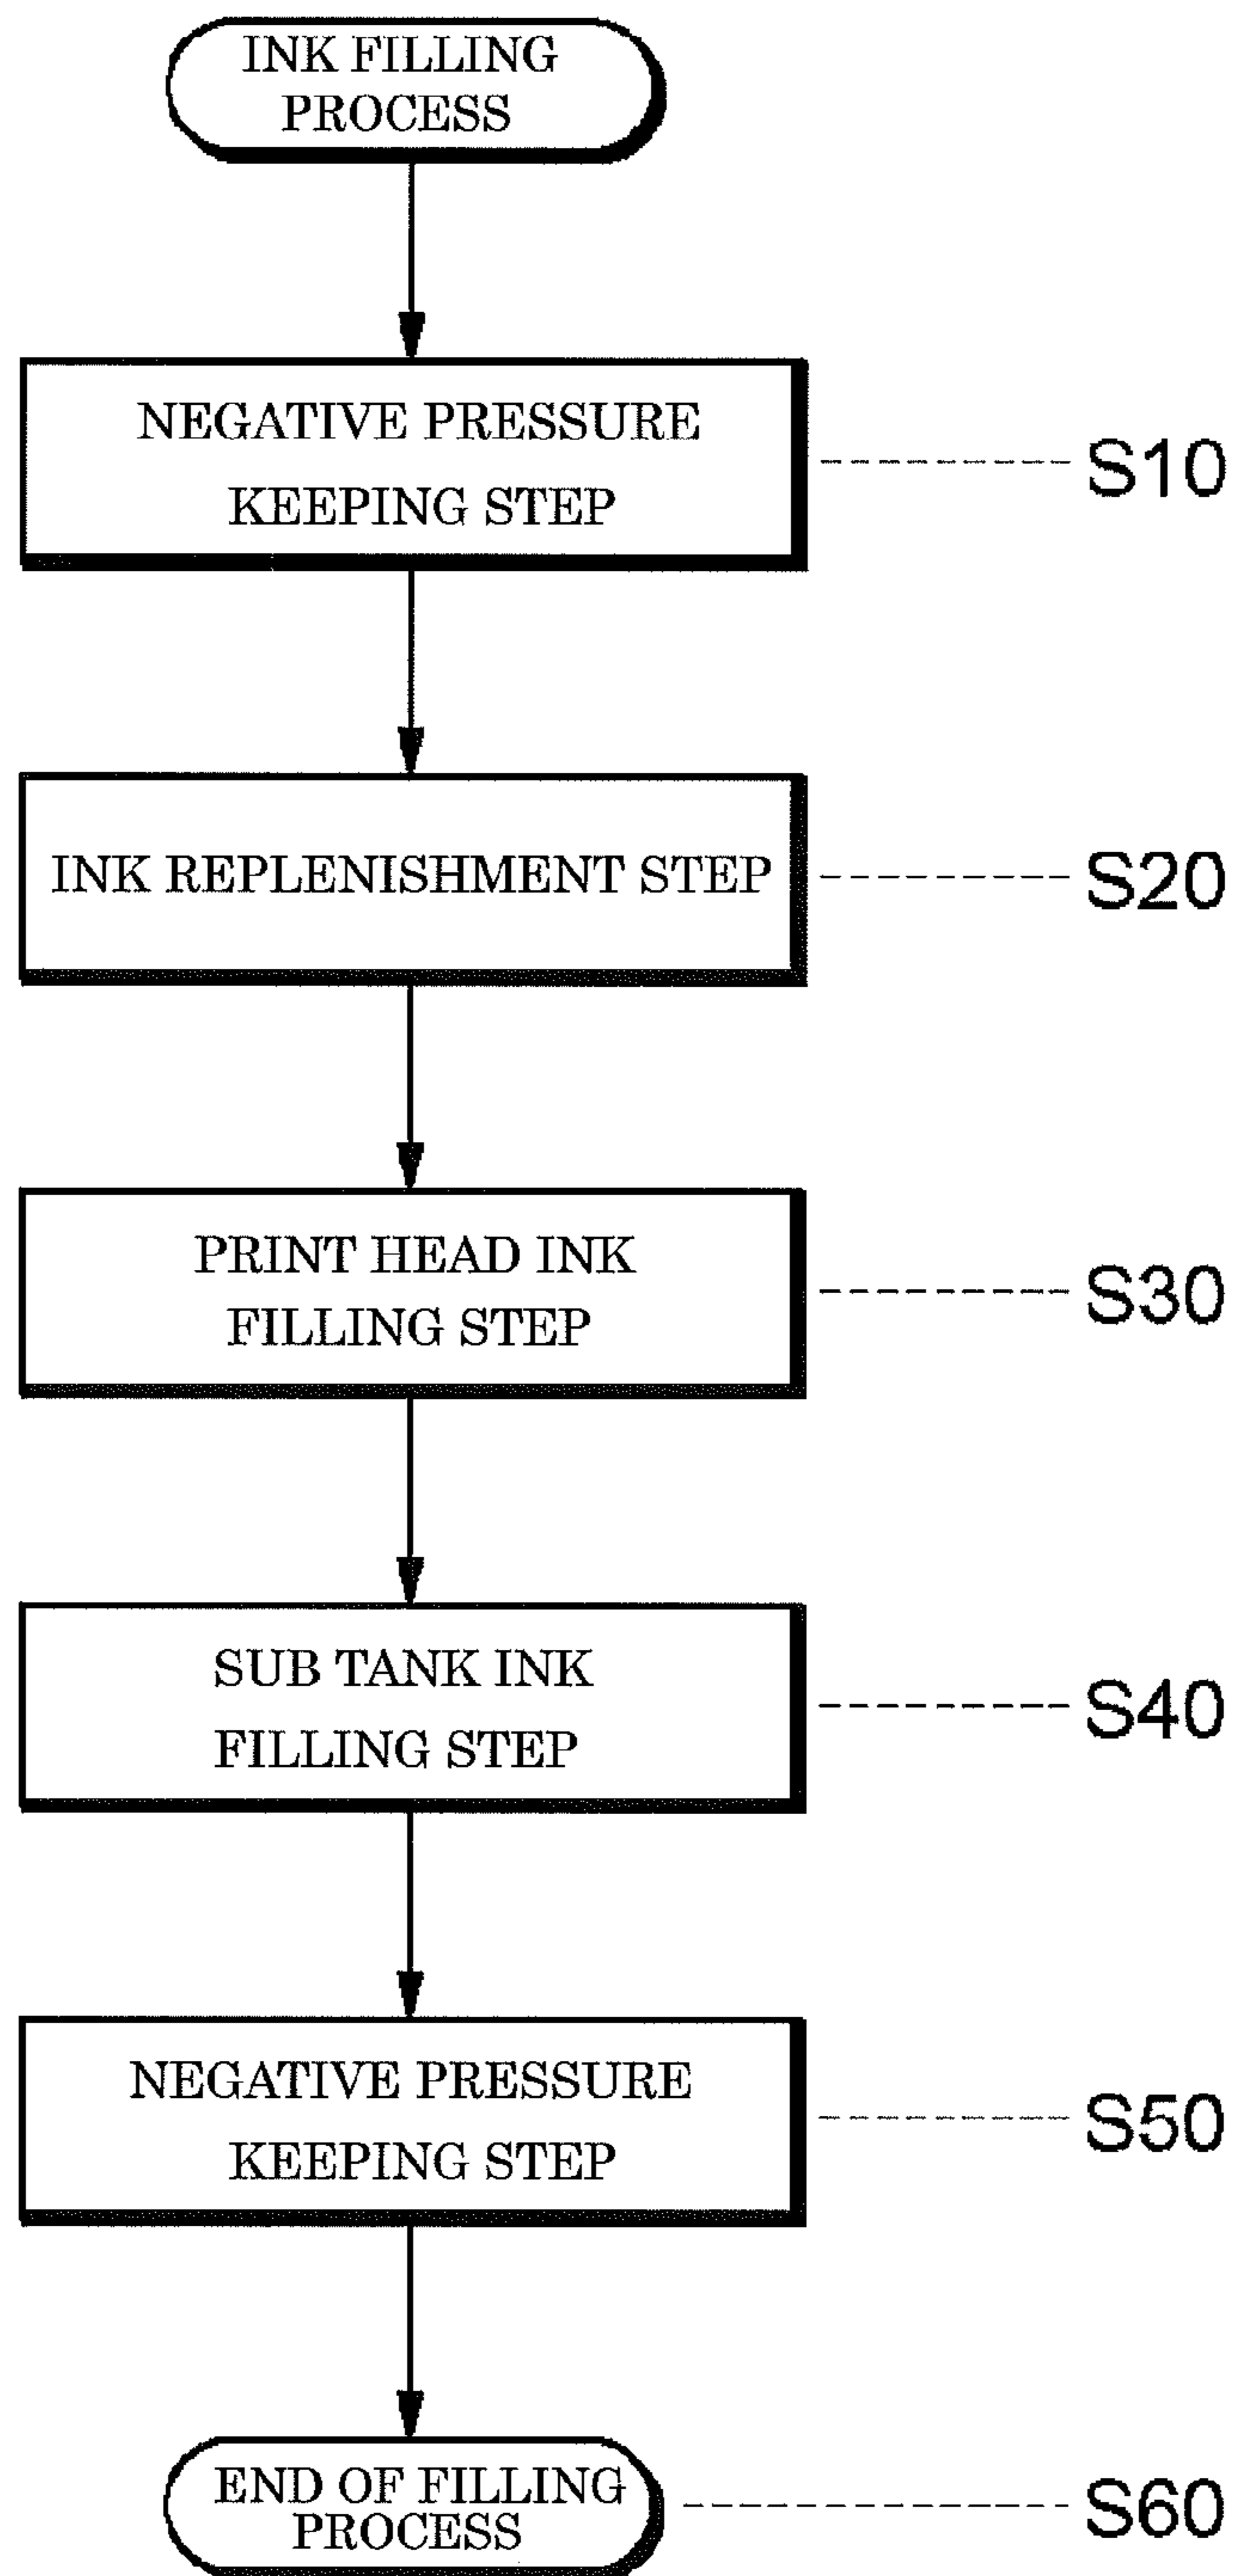 INK FILLING
PROCESS
NEGATIVE PRESSURE
KEEPING STEP
S10
INK REPLENISHMENT STEP
S20
PRINT HEAD INK
FILLING STEP
S30
SUB TANK INK
FILLING STEP
S40
NEGATIVE PRESSURE
KEEPING STEP
S50
END OF FILLING
PROCESS
S60